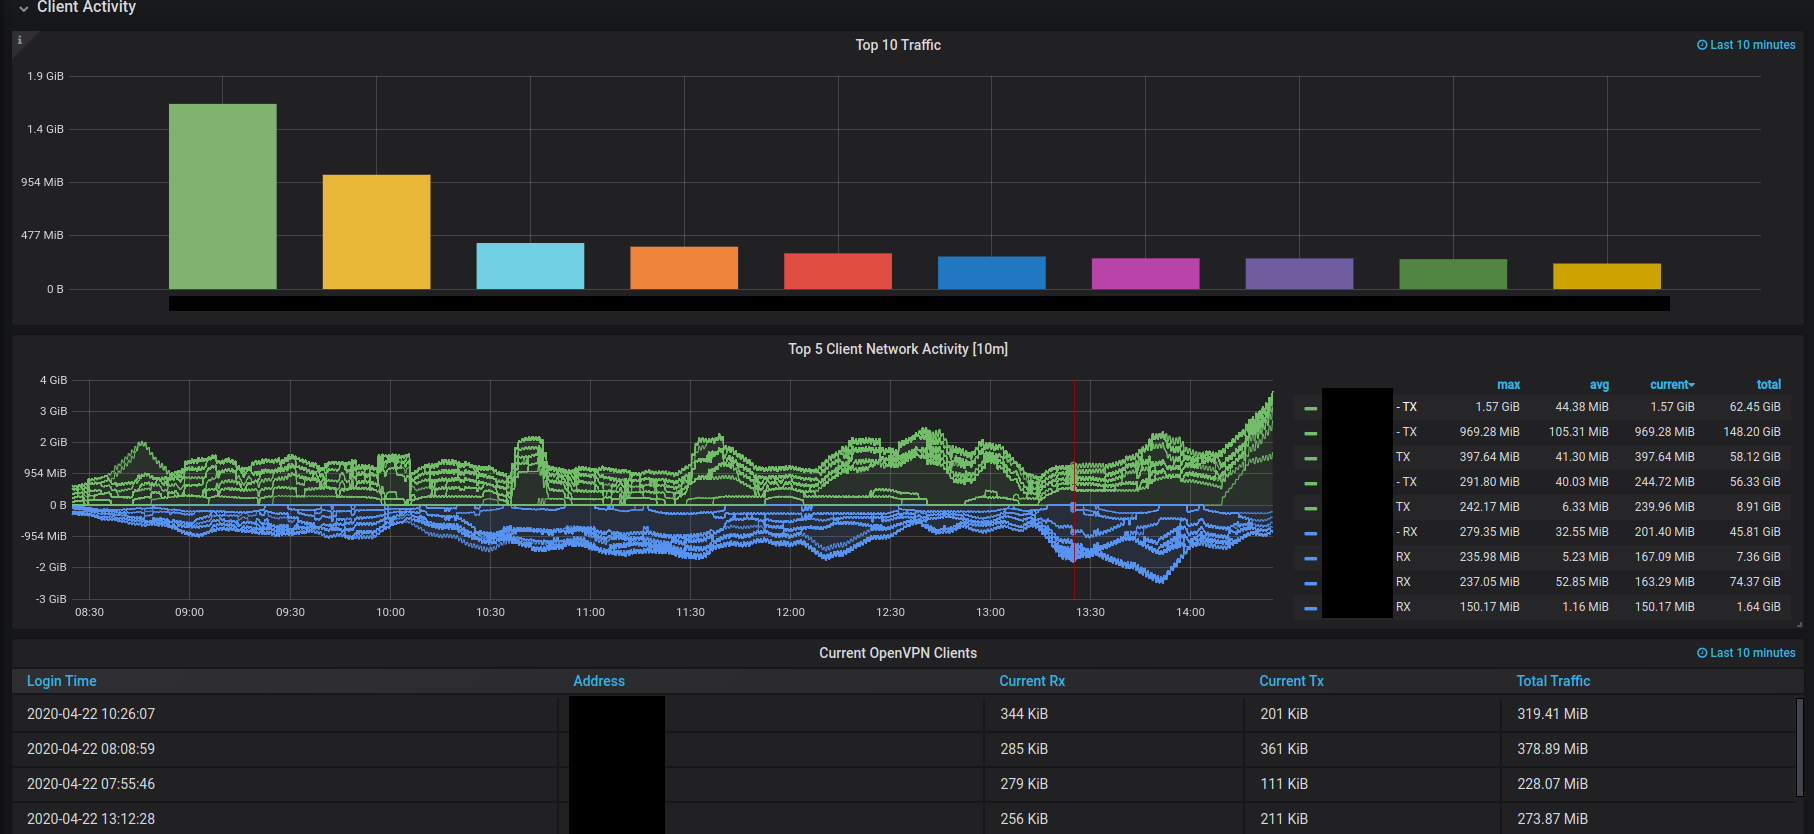 Client Activity
i
Top 10 Traffic
Last 10 minutes
1.9 GiB
1.4 GiB
954 MiB
477 MiB
0 B
Top 5 Client Network Activity [10m]
4 GiB
3 GiB
2 GiB
954 MiB
0 B
-954 MiB
-2 GiB
-3 GiB
08:30 09:00 09:30 10:00 10:30 11:00 11:30 12:00 12:30 13:00 13:30 14:00
max avg current total
- TX 1.57 GiB 44.38 MiB 1.57 GiB 62.45 GiB
- TX 969.28 MiB 105.31 MiB 969.28 MiB 148.20 GiB
TX 397.64 MiB 41.30 MiB 397.64 MiB 58.12 GiB
- TX 291.80 MiB 40.03 MiB 244.72 MiB 56.33 GiB
TX 242.17 MiB 6.33 MiB 239.96 MiB 8.91 GiB
- RX 279.35 MiB 32.55 MiB 201.40 MiB 45.81 GiB
RX 235.98 MiB 5.23 MiB 167.09 MiB 7.36 GiB
RX 237.05 MiB 52.85 MiB 163.29 MiB 74.37 GiB
RX 150.17 MiB 1.16 MiB 150.17 MiB 1.64 GiB
Current OpenVPN Clients
Last 10 minutes
Login Time Address Current Rx Current Tx Total Traffic
2020-04-22 10:26:07 344 KiB 201 KiB 319.41 MiB
2020-04-22 08:08:59 285 KiB 361 KiB 378.89 MiB
2020-04-22 07:55:46 279 KiB 111 KiB 228.07 MiB
2020-04-22 13:12:28 256 KiB 211 KiB 273.87 MiB